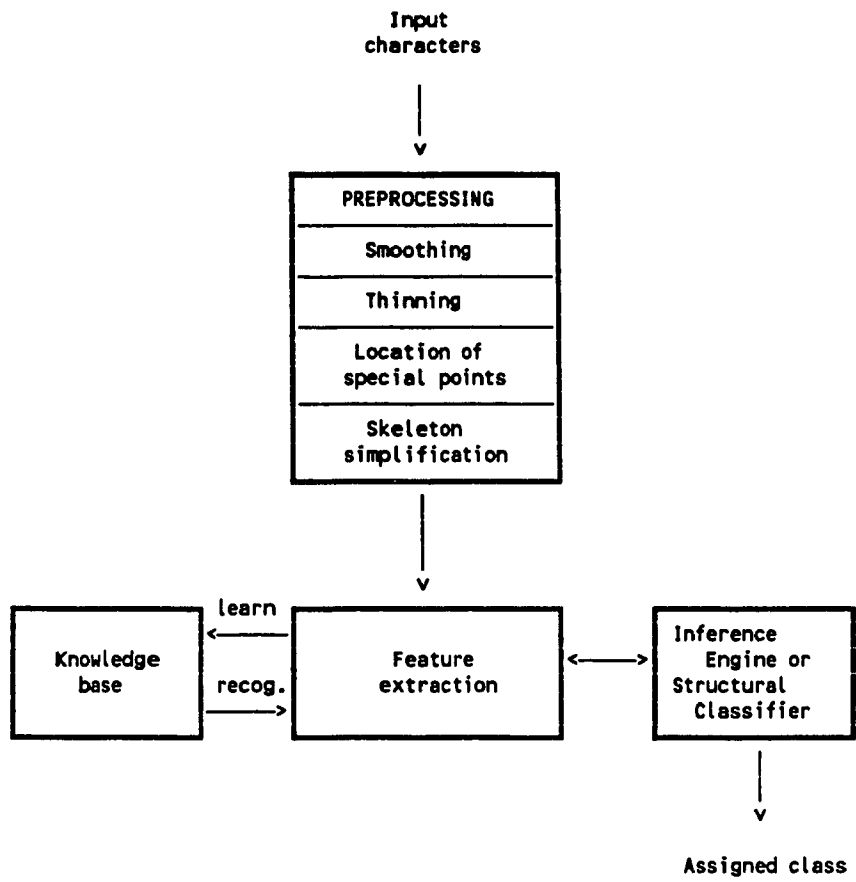 Input
characters
PREPROCESSING
Smoothing
Thinning
Location of
special points
Skeleton
simplification
learn
Knowledge
base
recog.
Feature
extraction
Inference
Engine or
Structural
Classifier
Assigned class